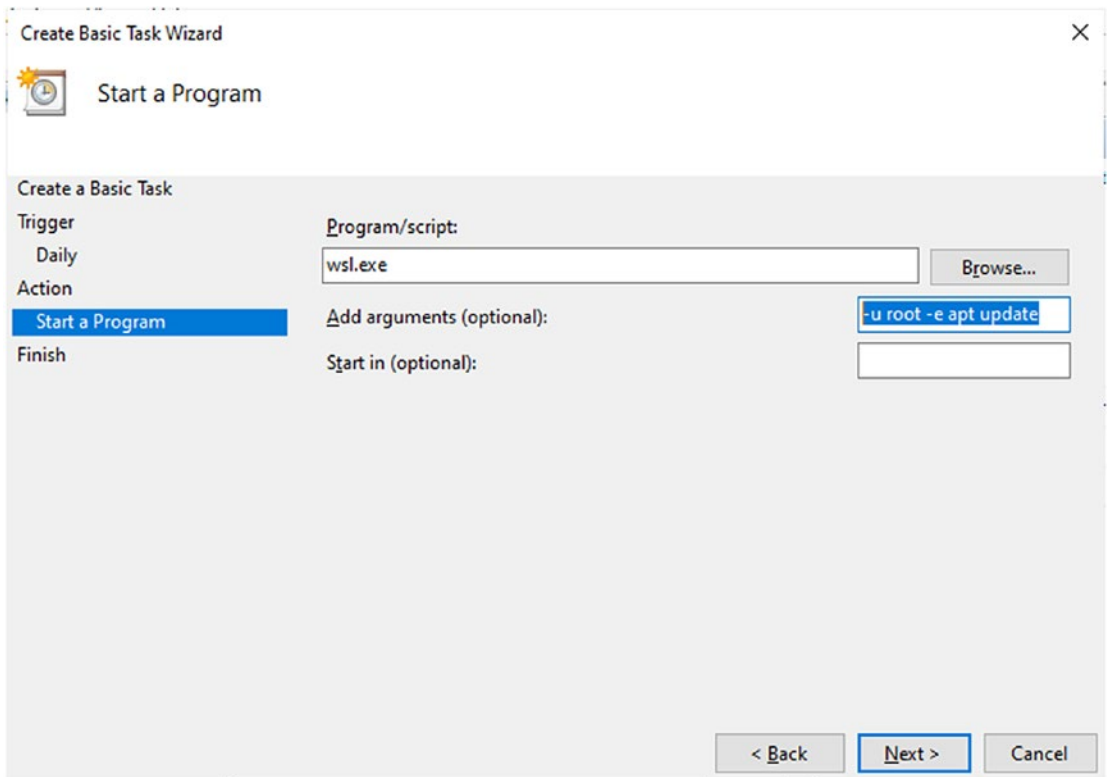 Create Basic Task Wizard
Start a Program
Create a Basic Task
Trigger
Daily
Action
Start a Program
Finish
Program/script:
wsl.exe
Browse...
Add arguments (optional):
-u root -e apt update
Start in (optional):
< Back
Next >
Cancel